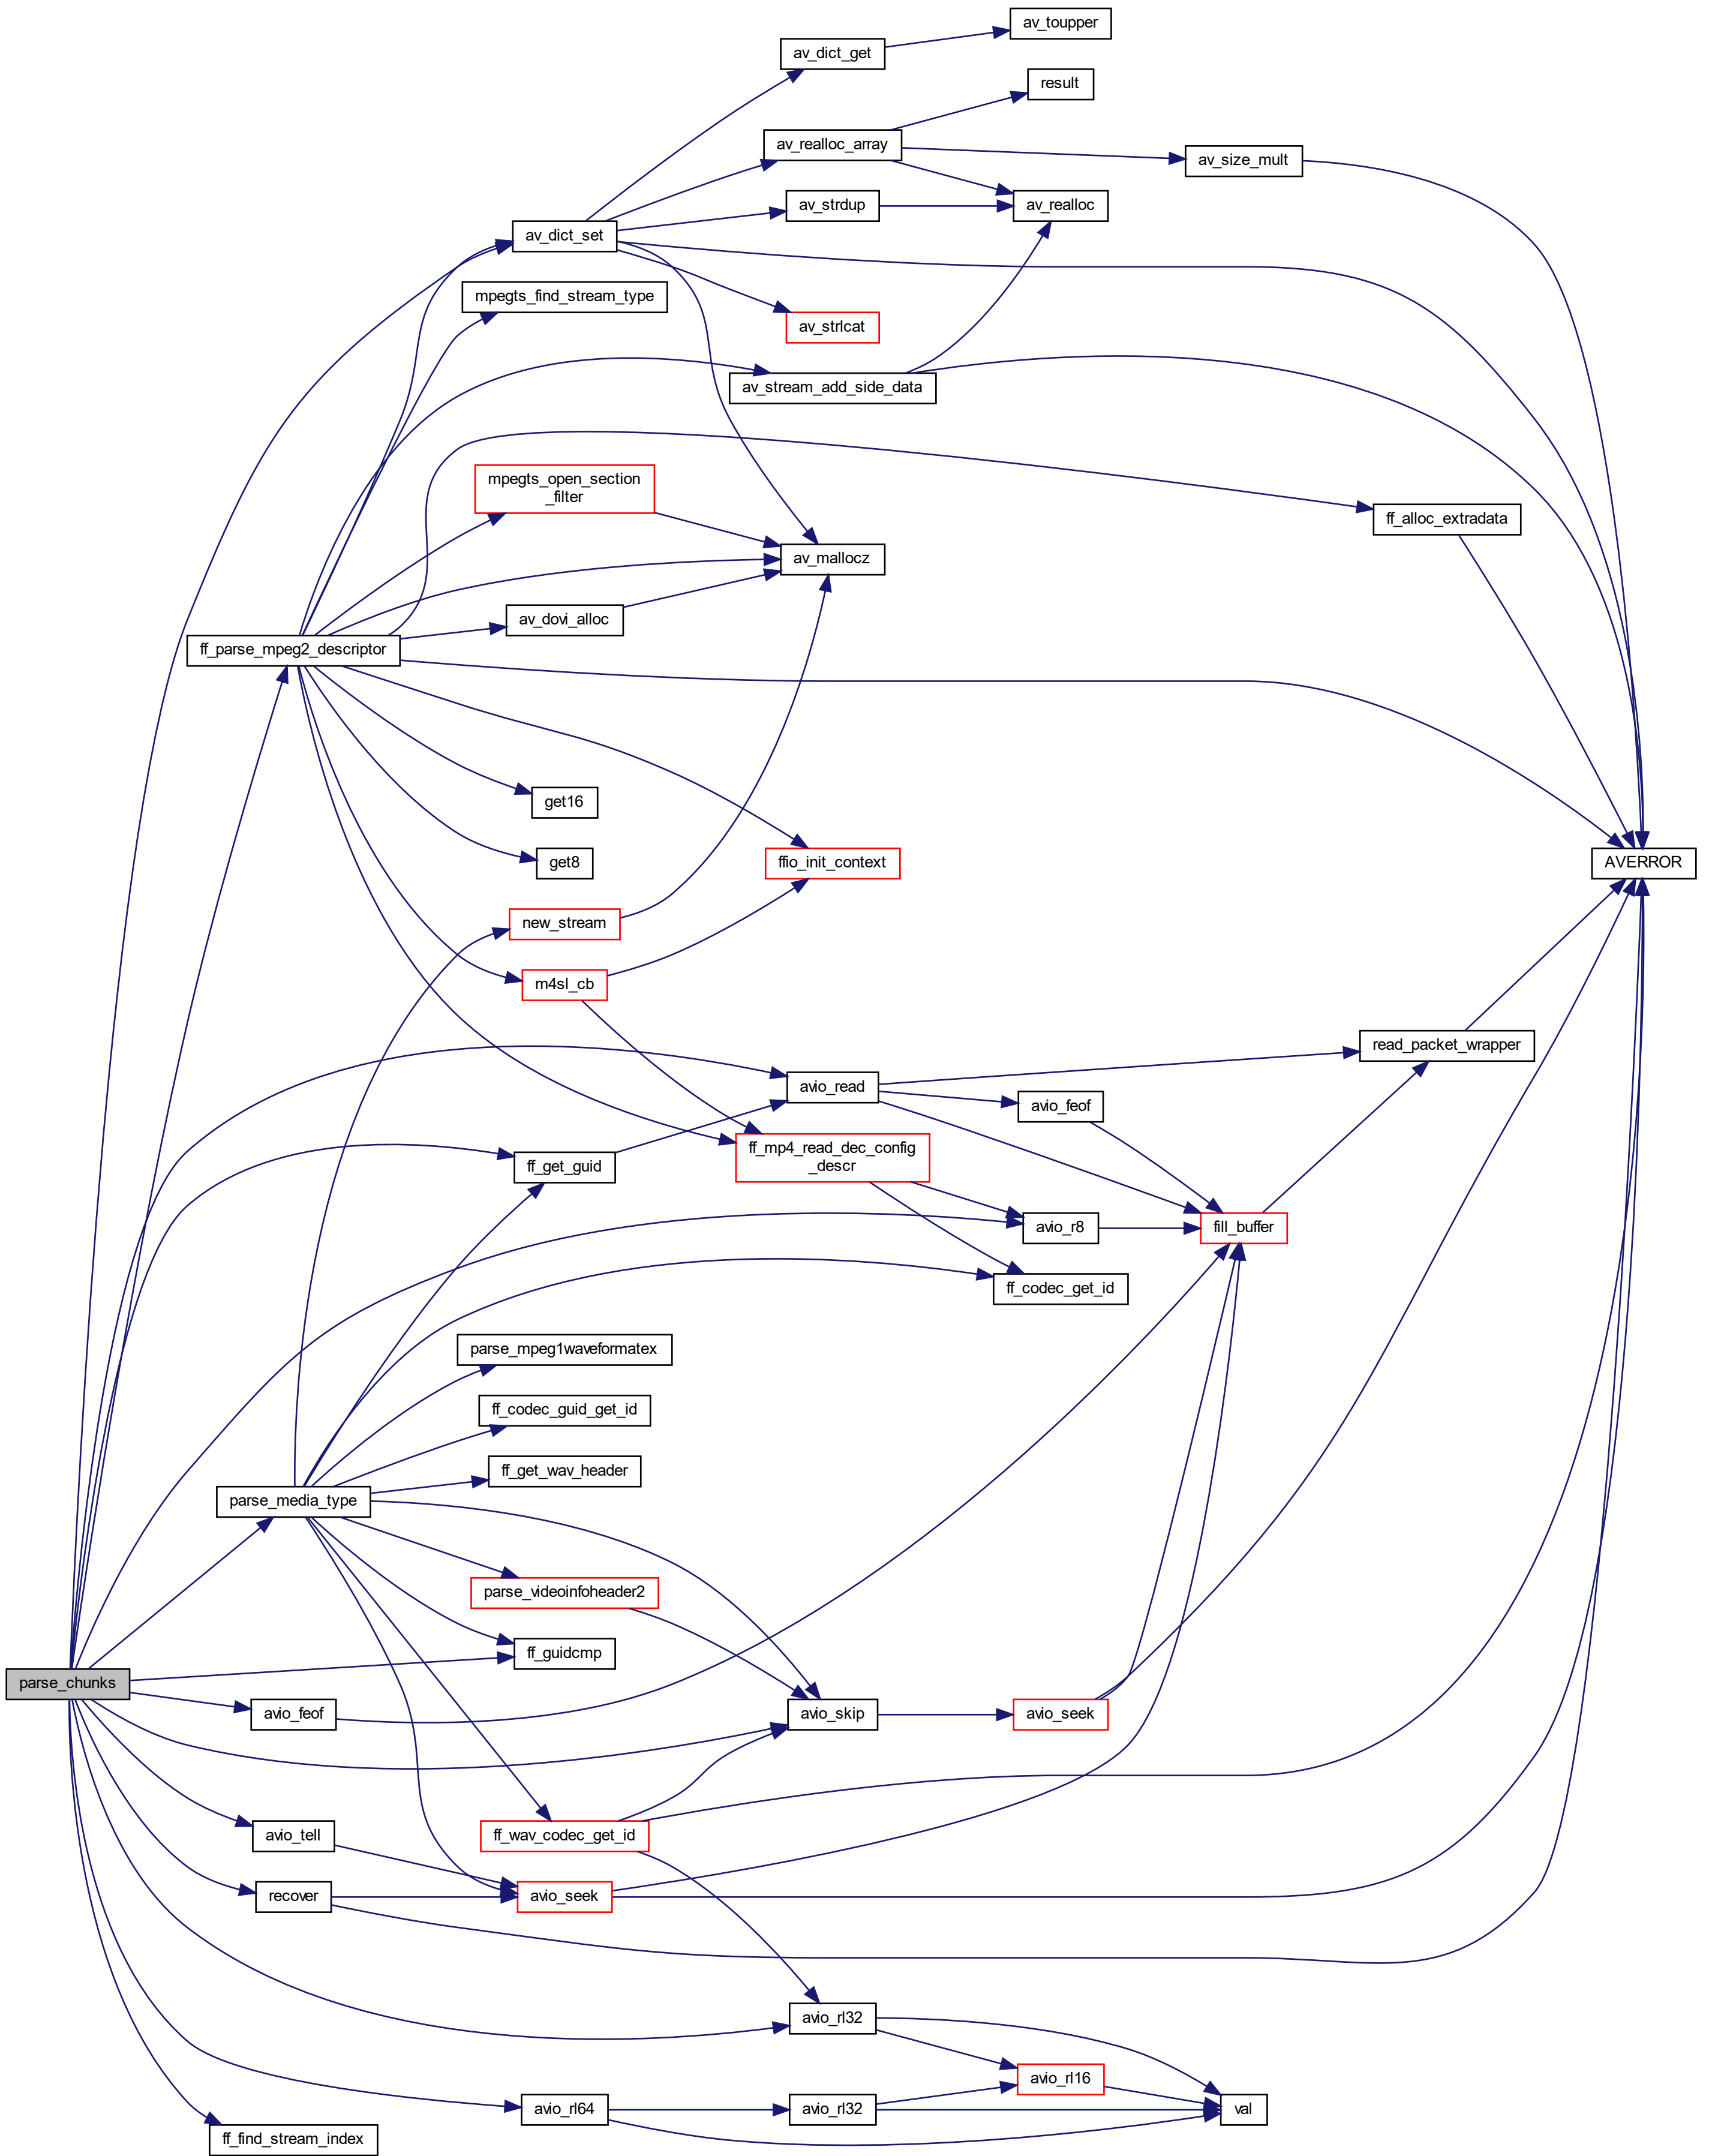 av_toupper
av_dict_get
result
av_realloc_array
av_size_mult
av_strdup
av_realloc
av_dict_set
mpegts_find_stream_type
av_strlcat
av_stream_add_side_data
mpegts_open_section
_filter
ff_alloc_extradata
av_mallocz
av_dovi_alloc
ff_parse_mpeg2_descriptor
get16
get8
ffio_init_context
AVERROR
new_stream
m4sl_cb
read_packet_wrapper
avio_read
avio_feof
ff_mp4_read_dec_config
_descr
ff_get_guid
avio_r8
fill_buffer
ff_codec_get_id
parse_mpeg1waveformatex
ff_codec_guid_get_id
ff_get_wav_header
parse_media_type
parse_videoinfoheader2
ff_guidcmp
parse_chunks
avio_feof
avio_skip
avio_seek
avio_tell
ff_wav_codec_get_id
recover
avio_seek
avio_rl32
avio_rl16
avio_rl64
avio_rl32
val
ff_find_stream_index